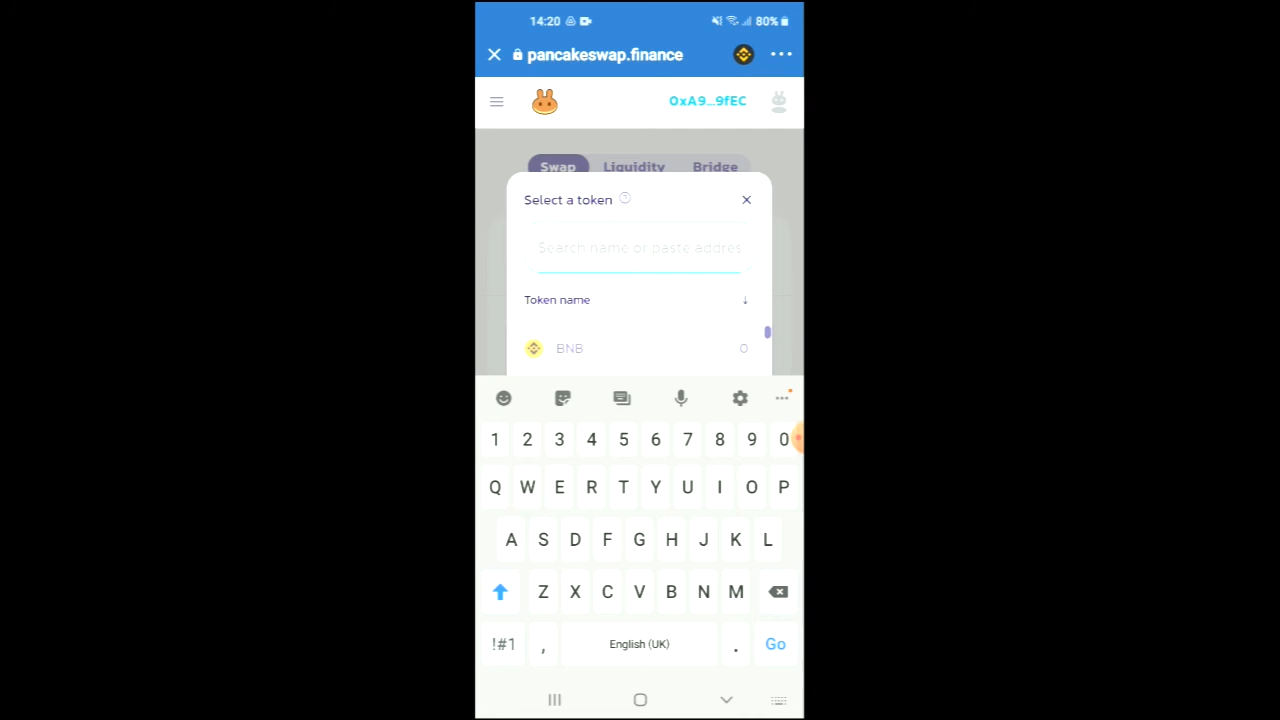 14:20 80%
pancakeswap.finance
0xA9...9fEC
Swap Liquidity Bridge
Select a token
Search name or paste addres
Token name
BNB 0
1 2 3 4 5 6 7 8 9 0
Q W E R T Y U I O P
A S D F G H J K L
Z X C V B N M
!#1 , English (UK) . Go